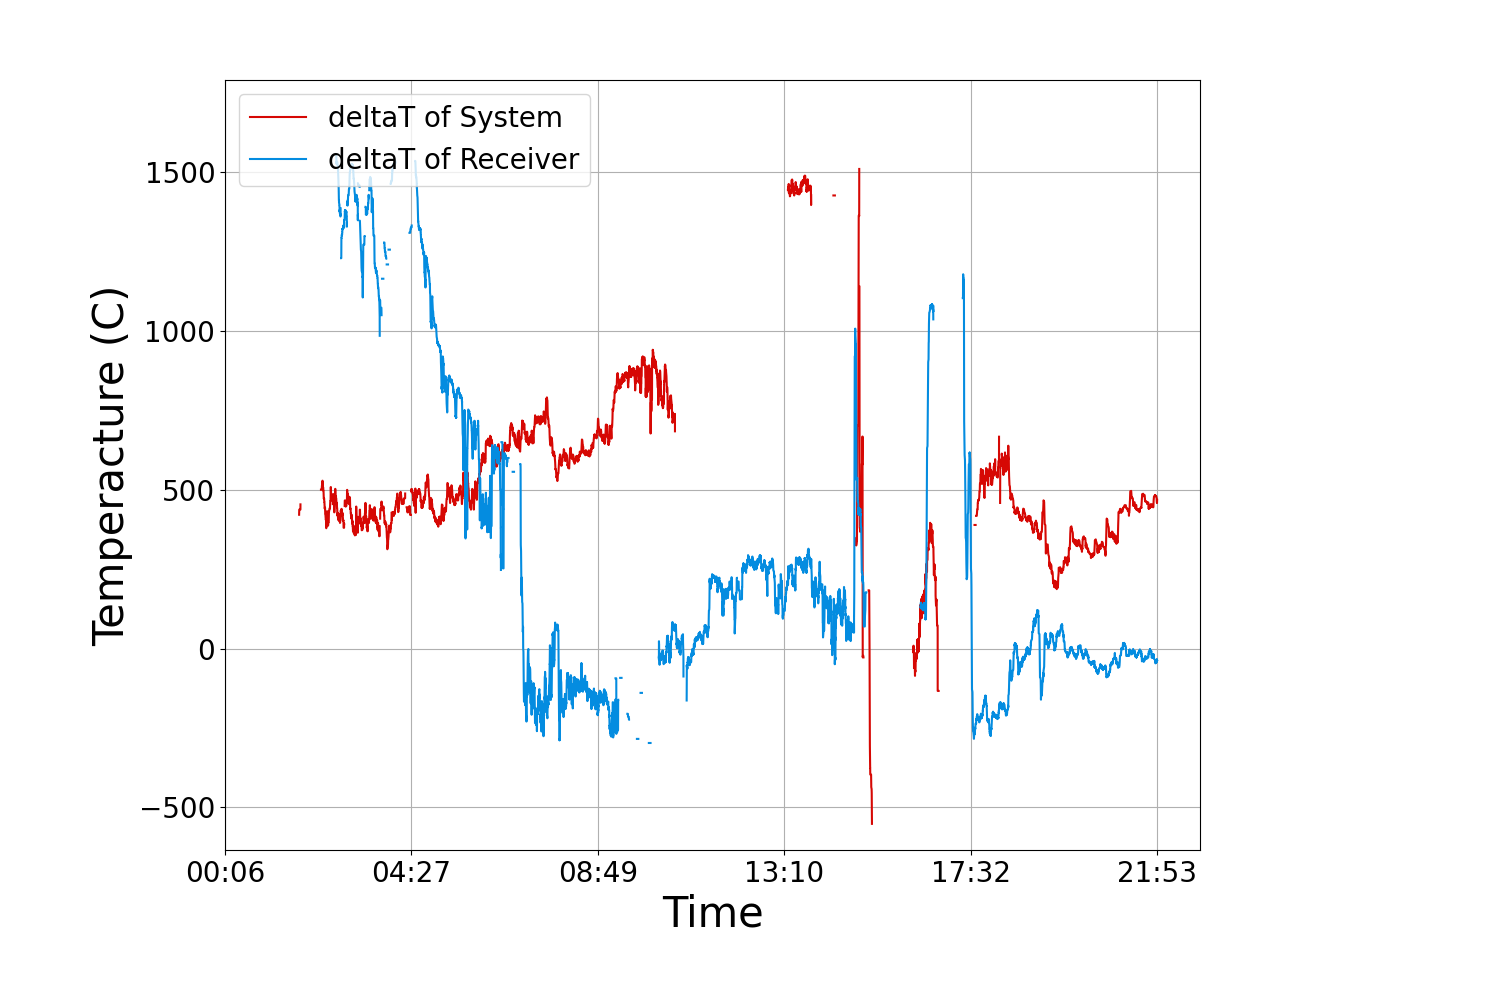 deltaT of System
deltaT of Receiver
1500
1000
500
0
−500
Temperacture (C)
00:06 04:27 08:49 13:10 17:32 21:53
Time